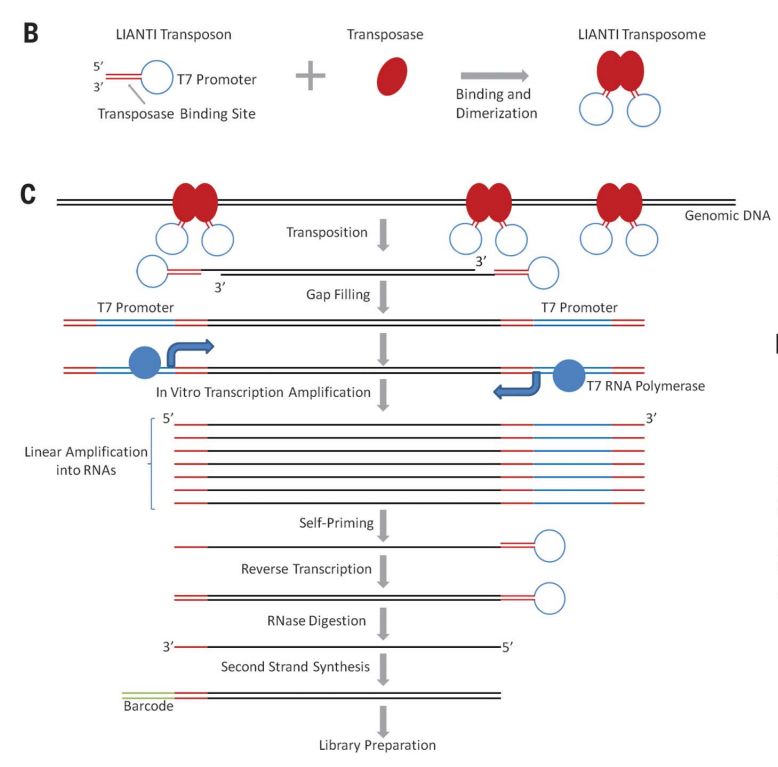 B
LIANTI Transposon
Transposase
LIANTI Transposome
5′
3′
T7 Promoter
Transposase Binding Site
+
Binding and
Dimerization
C
Genomic DNA
Transposition
3′
3′
Gap Filling
T7 Promoter
T7 Promoter
T7 RNA Polymerase
In Vitro Transcription Amplification
5′
3′
Linear Amplification
into RNAs
Self-Priming
Reverse Transcription
RNase Digestion
3′
5′
Second Strand Synthesis
Barcode
Library Preparation